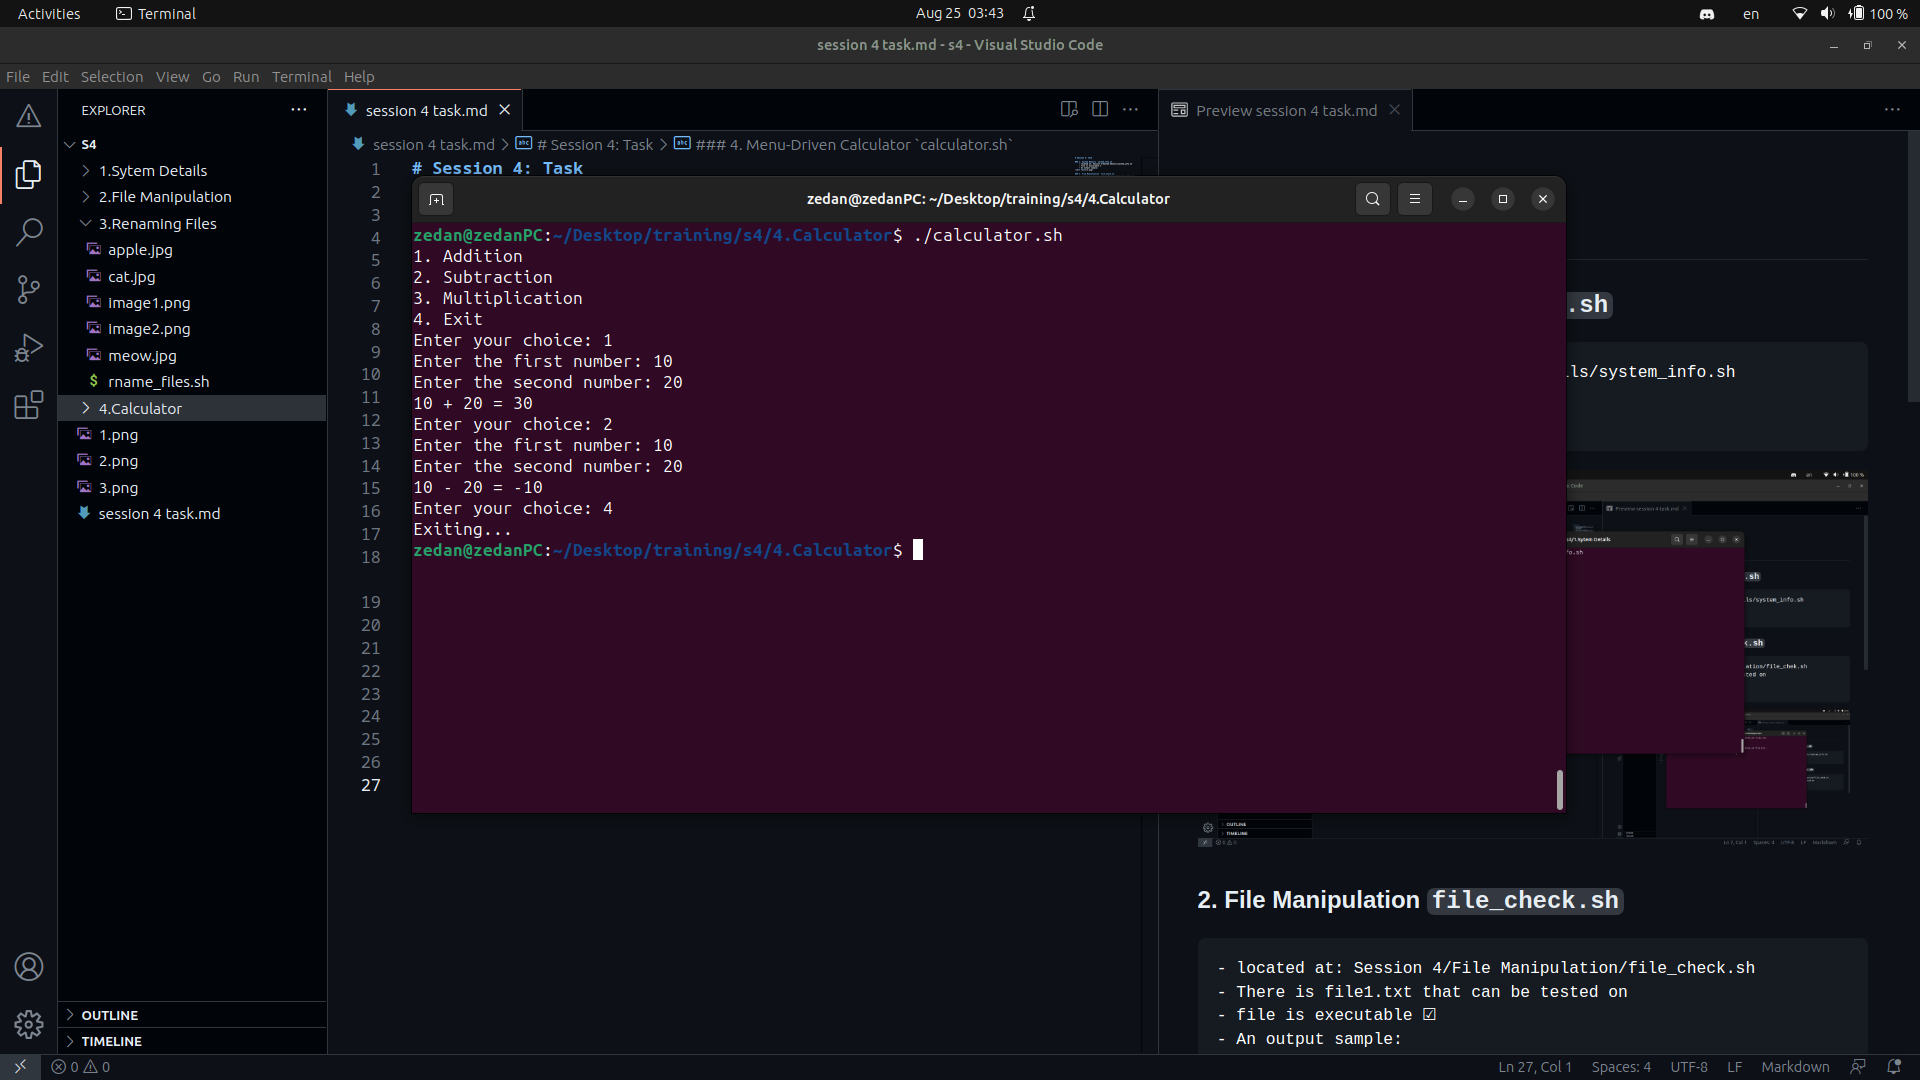 Activities Terminal Aug 25 03:43 en 100 %
session 4 task.md - s4 - Visual Studio Code
File Edit Selection View Go Run Terminal Help
EXPLORER
S4
1.Sytem Details
2.File Manipulation
3.Renaming Files
apple.jpg
cat.jpg
image1.png
image2.png
meow.jpg
rname_files.sh
4.Calculator
1.png
2.png
3.png
session 4 task.md
OUTLINE
TIMELINE
session 4 task.md
session 4 task.md > # Session 4: Task > ### 4. Menu-Driven Calculator `calculator.sh`
1 # Session 4: Task
2
3
4
5
6
7
8
9
10
11
12
13
14
15
16
17
18
19
20
21
22
23
24
25
26
27
zedan@zedanPC: ~/Desktop/training/s4/4.Calculator
zedan@zedanPC:~/Desktop/training/s4/4.Calculator$ ./calculator.sh
1. Addition
2. Subtraction
3. Multiplication
4. Exit
Enter your choice: 1
Enter the first number: 10
Enter the second number: 20
10 + 20 = 30
Enter your choice: 2
Enter the first number: 10
Enter the second number: 20
10 - 20 = -10
Enter your choice: 4
Exiting...
zedan@zedanPC:~/Desktop/training/s4/4.Calculator$
Preview session 4 task.md
.sh
ls/system_info.sh
2. File Manipulation file_check.sh
- located at: Session 4/File Manipulation/file_check.sh
- There is file1.txt that can be tested on
- file is executable ☑
- An output sample:
0 0 Ln 27, Col 1 Spaces: 4 UTF-8 LF Markdown